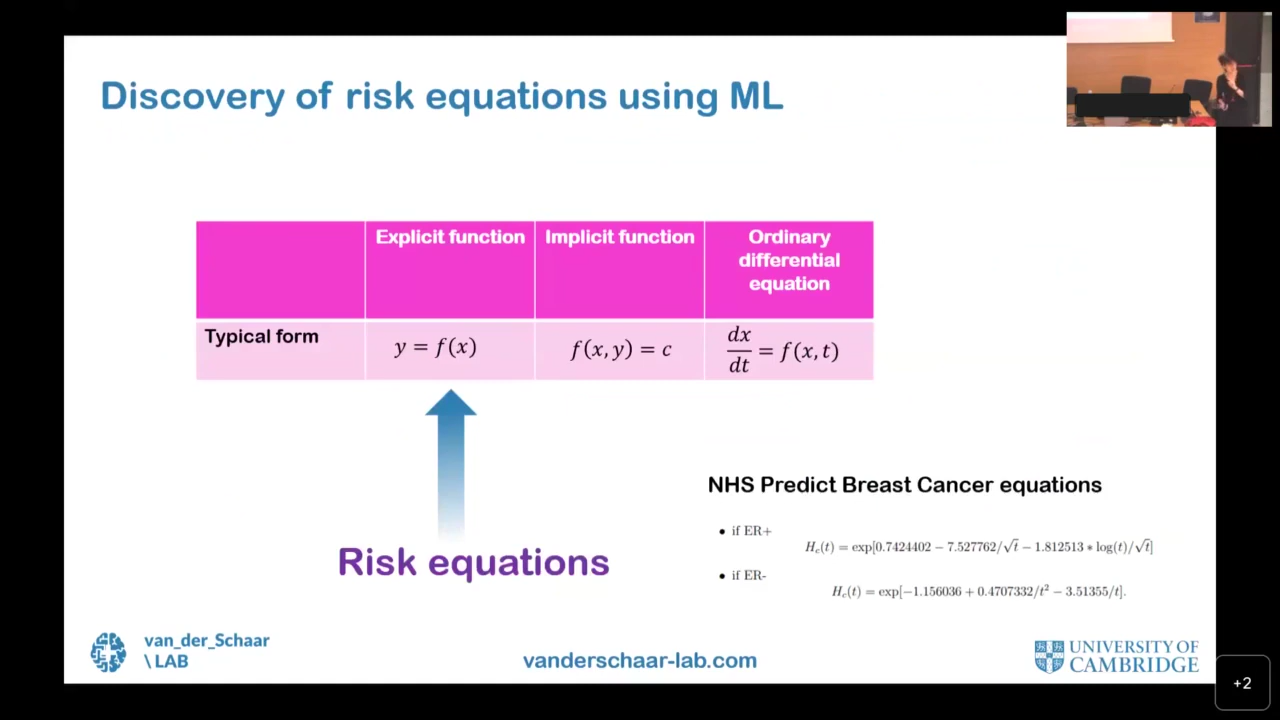 Discovery of risk equations using ML
Explicit function
Implicit function
Ordinary
differential
equation
Typical form
y = f(x)
f(x, y) = c
dx/dt = f(x, t)
Risk equations
NHS Predict Breast Cancer equations
• if ER+
H_c(t) = exp[0.7424402 − 7.527762/√t − 1.812513 * log(t)/√t]
• if ER-
H_c(t) = exp[−1.156036 + 0.4707332/t² − 3.51355/t].
van_der_Schaar
\ LAB
vanderschaar-lab.com
UNIVERSITY OF
CAMBRIDGE
+2